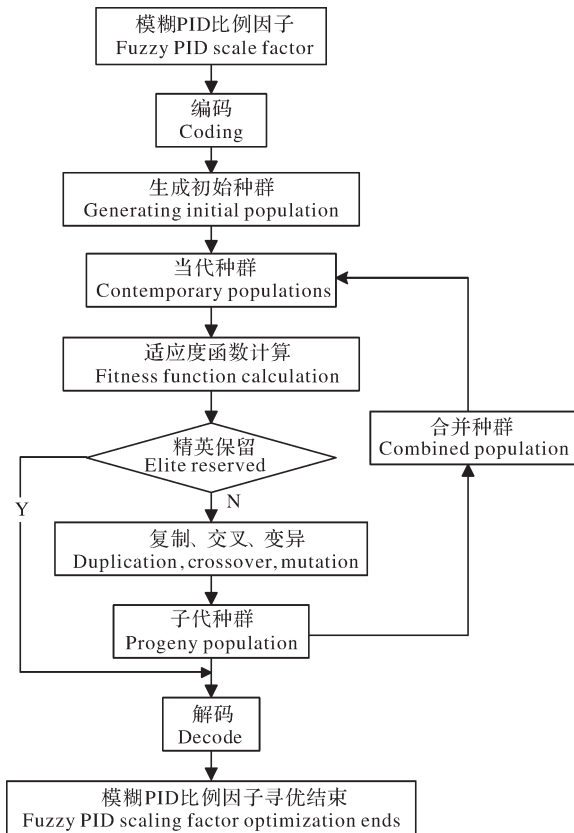 模糊PID比例因子
Fuzzy PID scale factor
编码
Coding
生成初始种群
Generating initial population
当代种群
Contemporary populations
适应度函数计算
Fitness function calculation
精英保留
Elite reserved
合并种群
Combined population
Y
N
复制、交叉、变异
Duplication,crossover,mutation
子代种群
Progeny population
解码
Decode
模糊PID比例因子寻优结束
Fuzzy PID scaling factor optimization ends